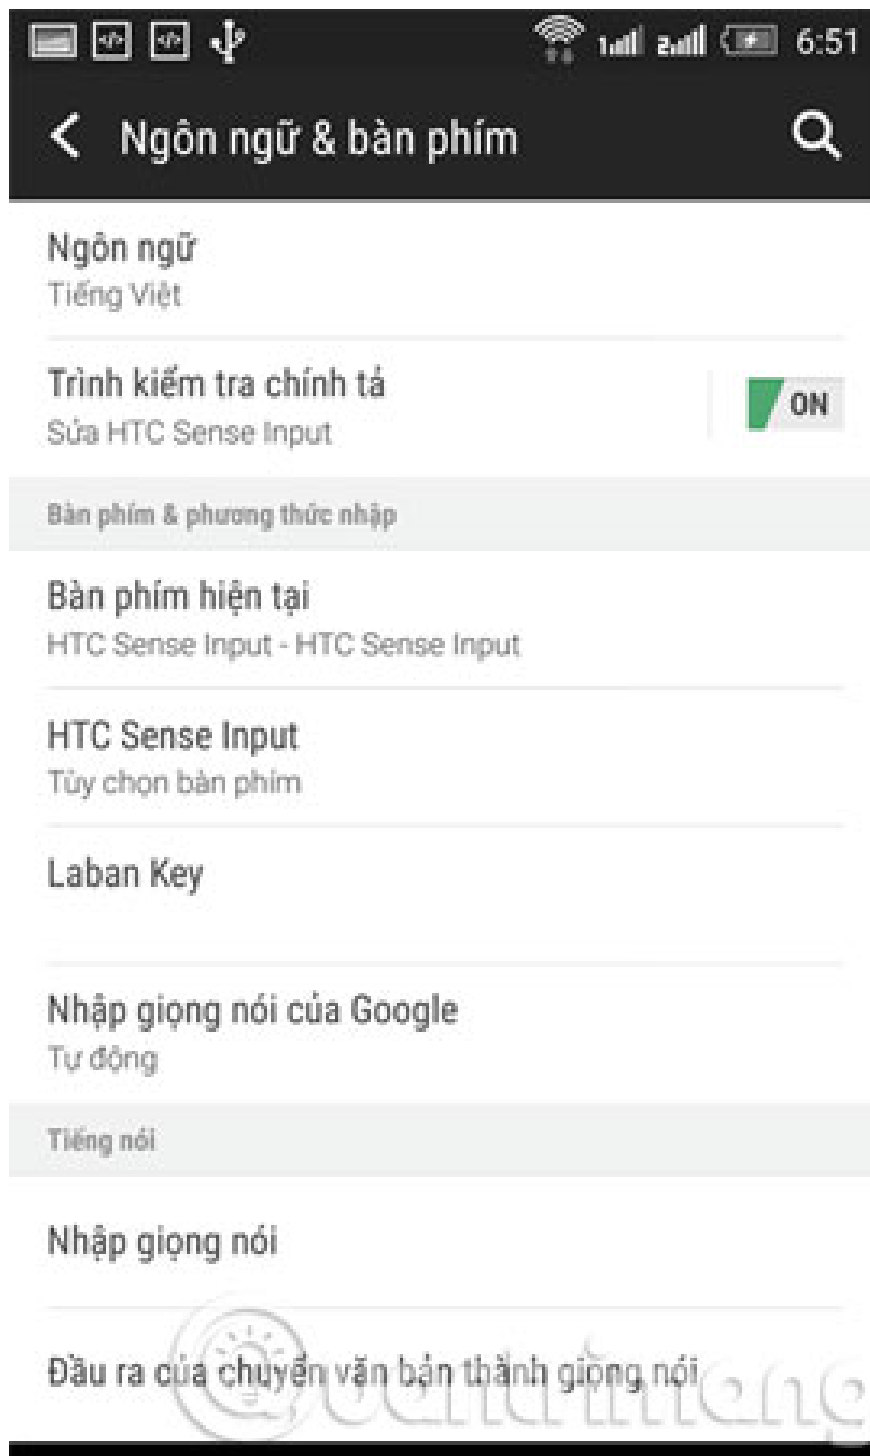 6:51
Ngôn ngữ & bàn phím
Ngôn ngữ
Tiếng Việt
Trình kiểm tra chính tả
Sửa HTC Sense Input
ON
Bàn phím & phương thức nhập
Bàn phím hiện tại
HTC Sense Input - HTC Sense Input
HTC Sense Input
Tùy chọn bàn phím
Laban Key
Nhập giọng nói của Google
Tự động
Tiếng nói
Nhập giọng nói
Đầu ra của chuyển văn bản thành giọng nói
Quantrimang